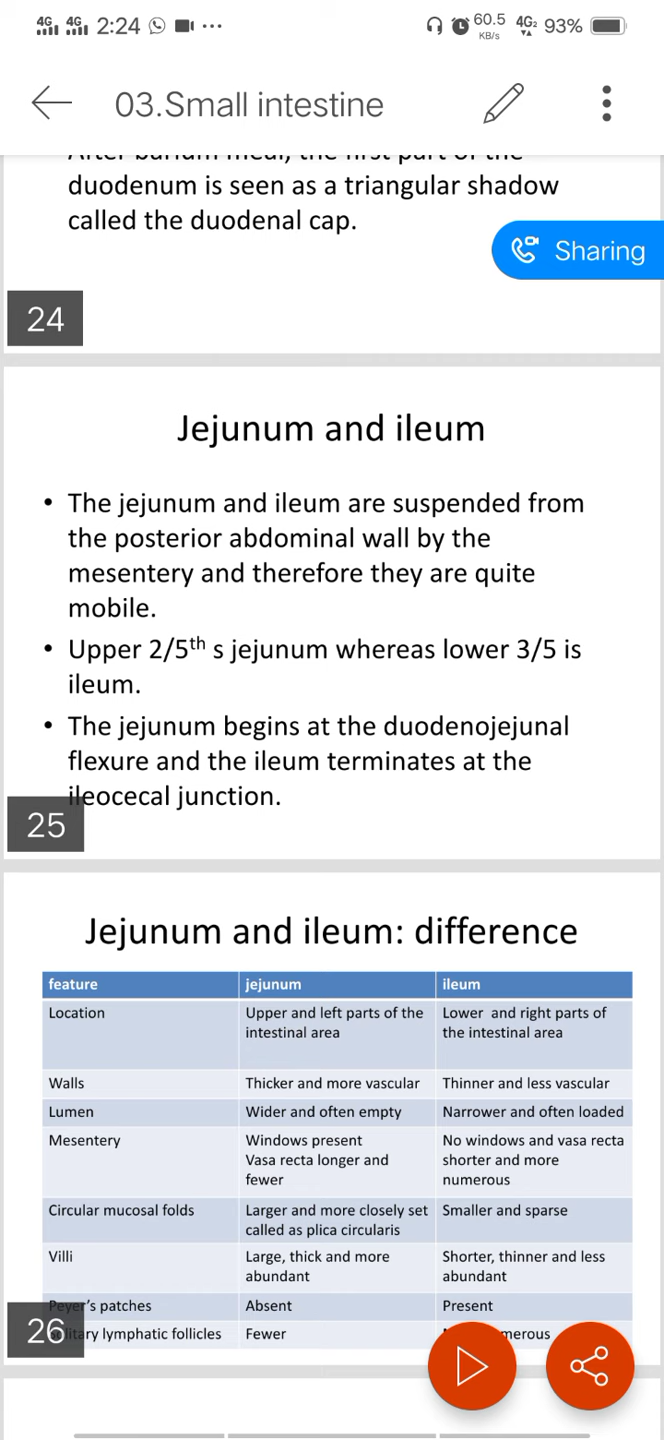 4G 4G 2:24 ... 60.5 KB/s 4G2 93%
03.Small intestine
duodenum is seen as a triangular shadow
called the duodenal cap.
Sharing
24
Jejunum and ileum
• The jejunum and ileum are suspended from
the posterior abdominal wall by the
mesentery and therefore they are quite
mobile.
• Upper 2/5th s jejunum whereas lower 3/5 is
ileum.
• The jejunum begins at the duodenojejunal
flexure and the ileum terminates at the
ileocecal junction.
25
Jejunum and ileum: difference
feature jejunum ileum
Location Upper and left parts of the Lower and right parts of
intestinal area the intestinal area
Walls Thicker and more vascular Thinner and less vascular
Lumen Wider and often empty Narrower and often loaded
Mesentery Windows present No windows and vasa recta
Vasa recta longer and shorter and more
fewer numerous
Circular mucosal folds Larger and more closely set Smaller and sparse
called as plica circularis
Villi Large, thick and more Shorter, thinner and less
abundant abundant
Peyer's patches Absent Present
26
lymphatic follicles Fewer